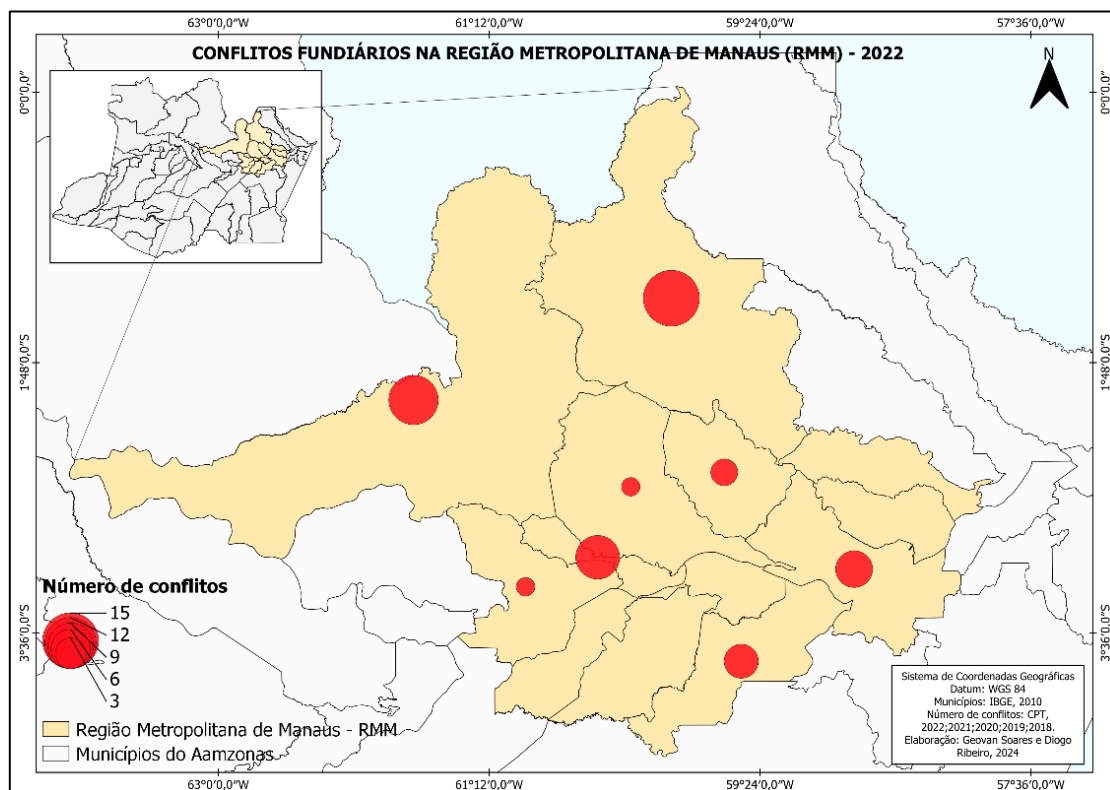 63°0'0,0"W 61°12'0,0"W 59°24'0,0"W 57°36'0,0"W
CONFLITOS FUNDIÁRIOS NA REGIÃO METROPOLITANA DE MANAUS (RMM) - 2022
N
0°0'0,0"
1°48'0,0"S
3°36'0,0"S
0°0'0,0"
1°48'0,0"S
3°36'0,0"S
Número de conflitos
15
12
9
6
3
Região Metropolitana de Manaus - RMM
Municípios do Aamzonas
Sistema de Coordenadas Geográficas
Datum: WGS 84
Municípios: IBGE, 2010
Número de conflitos: CPT,
2022;2021;2020;2019;2018.
Elaboração: Geovan Soares e Diogo
Ribeiro, 2024
63°0'0,0"W 61°12'0,0"W 59°24'0,0"W 57°36'0,0"W